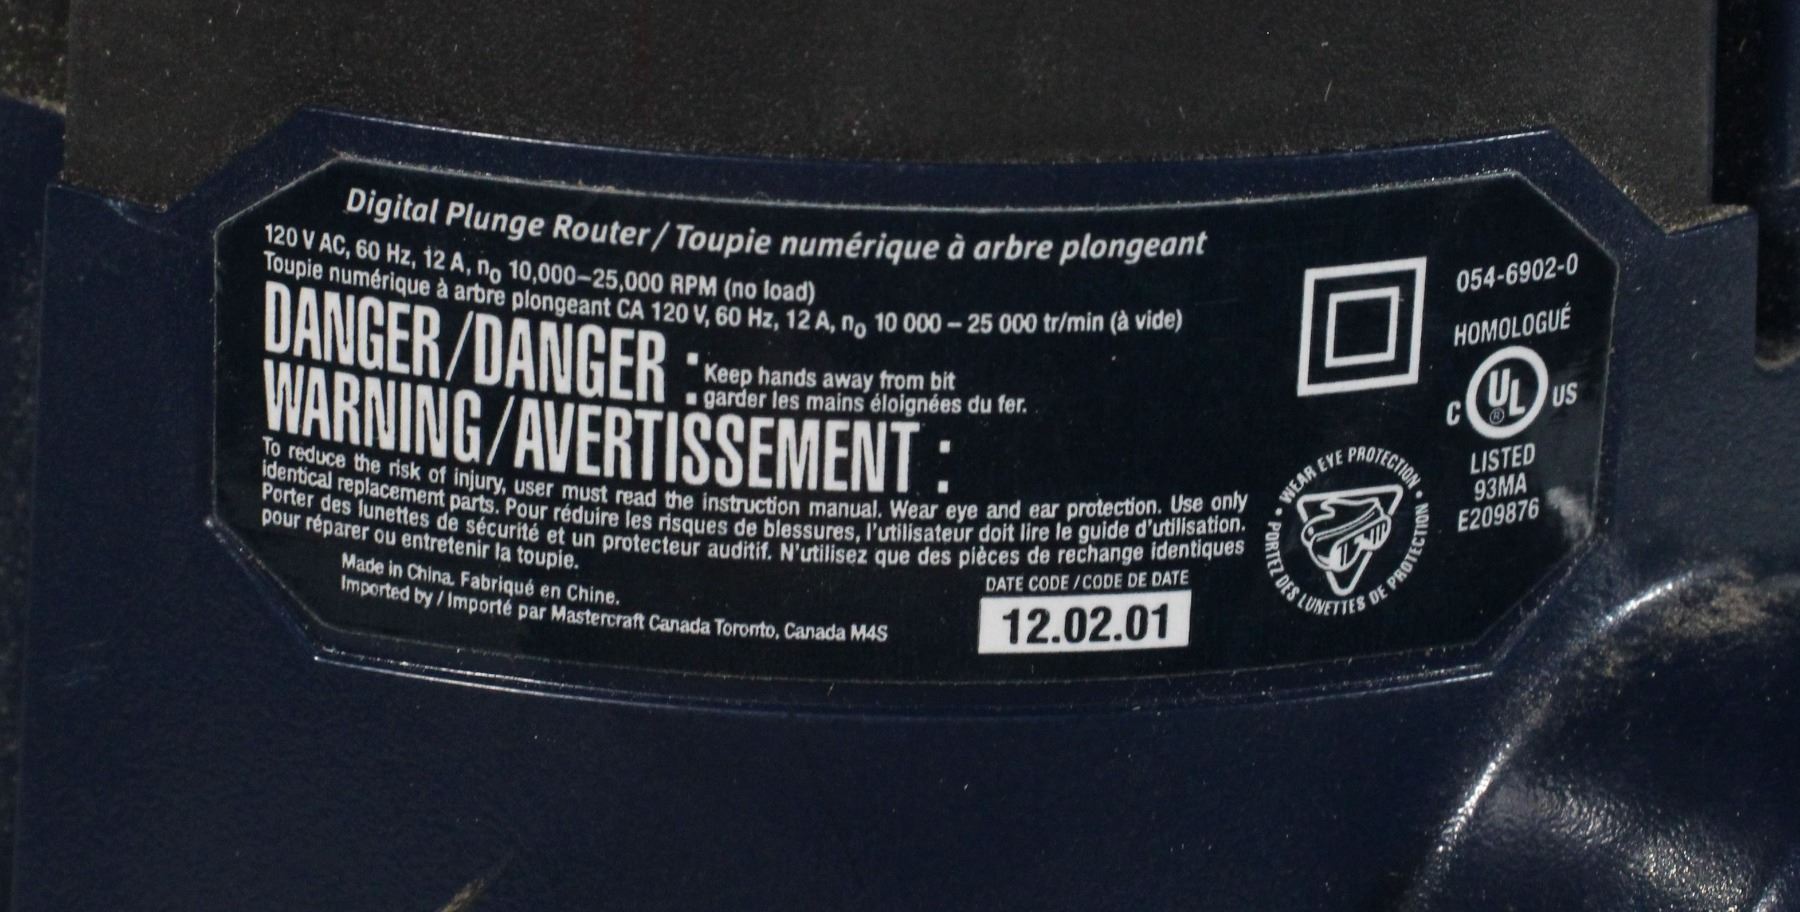 Digital Plunge Router / Toupie numérique à arbre plongeant
120 V AC, 60 Hz, 12 A, no 10,000–25,000 RPM (no load)
Toupie numérique à arbre plongeant CA 120 V, 60 Hz, 12 A, no 10 000 – 25 000 tr/min (à vide)
DANGER / DANGER :
Keep hands away from bit
garder les mains éloignées du fer.
WARNING / AVERTISSEMENT :
To reduce the risk of injury, user must read the instruction manual. Wear eye and ear protection. Use only
identical replacement parts. Pour réduire les risques de blessures, l'utilisateur doit lire le guide d'utilisation.
Porter des lunettes de sécurité et un protecteur auditif. N'utilisez que des pièces de rechange identiques
pour réparer ou entretenir la toupie.
Made in China. Fabriqué en Chine.
Imported by / Importé par Mastercraft Canada Toronto, Canada M4S
DATE CODE / CODE DE DATE
12.02.01
• WEAR EYE PROTECTION •
PORTEZ DES LUNETTES DE PROTECTION
054-6902-0
HOMOLOGUÉ
C UL ® US
LISTED
93MA
E209876